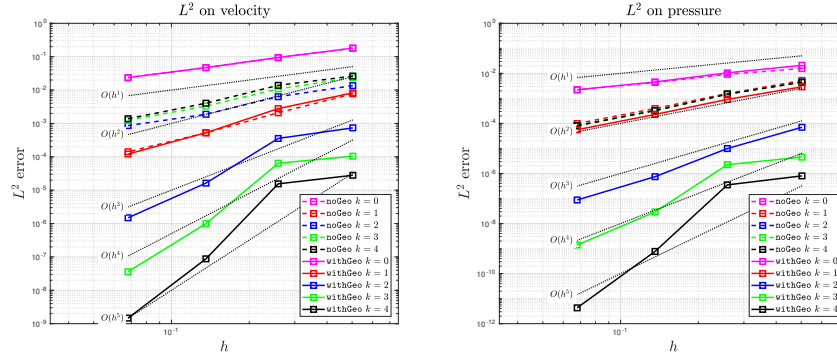 L² on velocity
10⁰
10⁻¹
10⁻²
10⁻³
10⁻⁴
10⁻⁵
10⁻⁶
10⁻⁷
10⁻⁸
10⁻⁹
L² error
O(h¹)
O(h²)
O(h³)
O(h⁴)
O(h⁵)
noGeo k = 0
noGeo k = 1
noGeo k = 2
noGeo k = 3
noGeo k = 4
withGeo k = 0
withGeo k = 1
withGeo k = 2
withGeo k = 3
withGeo k = 4
10⁻¹
h
L² on pressure
10⁰
10⁻²
10⁻⁴
10⁻⁶
10⁻⁸
10⁻¹⁰
10⁻¹²
L² error
O(h¹)
O(h²)
O(h³)
O(h⁴)
O(h⁵)
noGeo k = 0
noGeo k = 1
noGeo k = 2
noGeo k = 3
noGeo k = 4
withGeo k = 0
withGeo k = 1
withGeo k = 2
withGeo k = 3
withGeo k = 4
10⁻¹
h